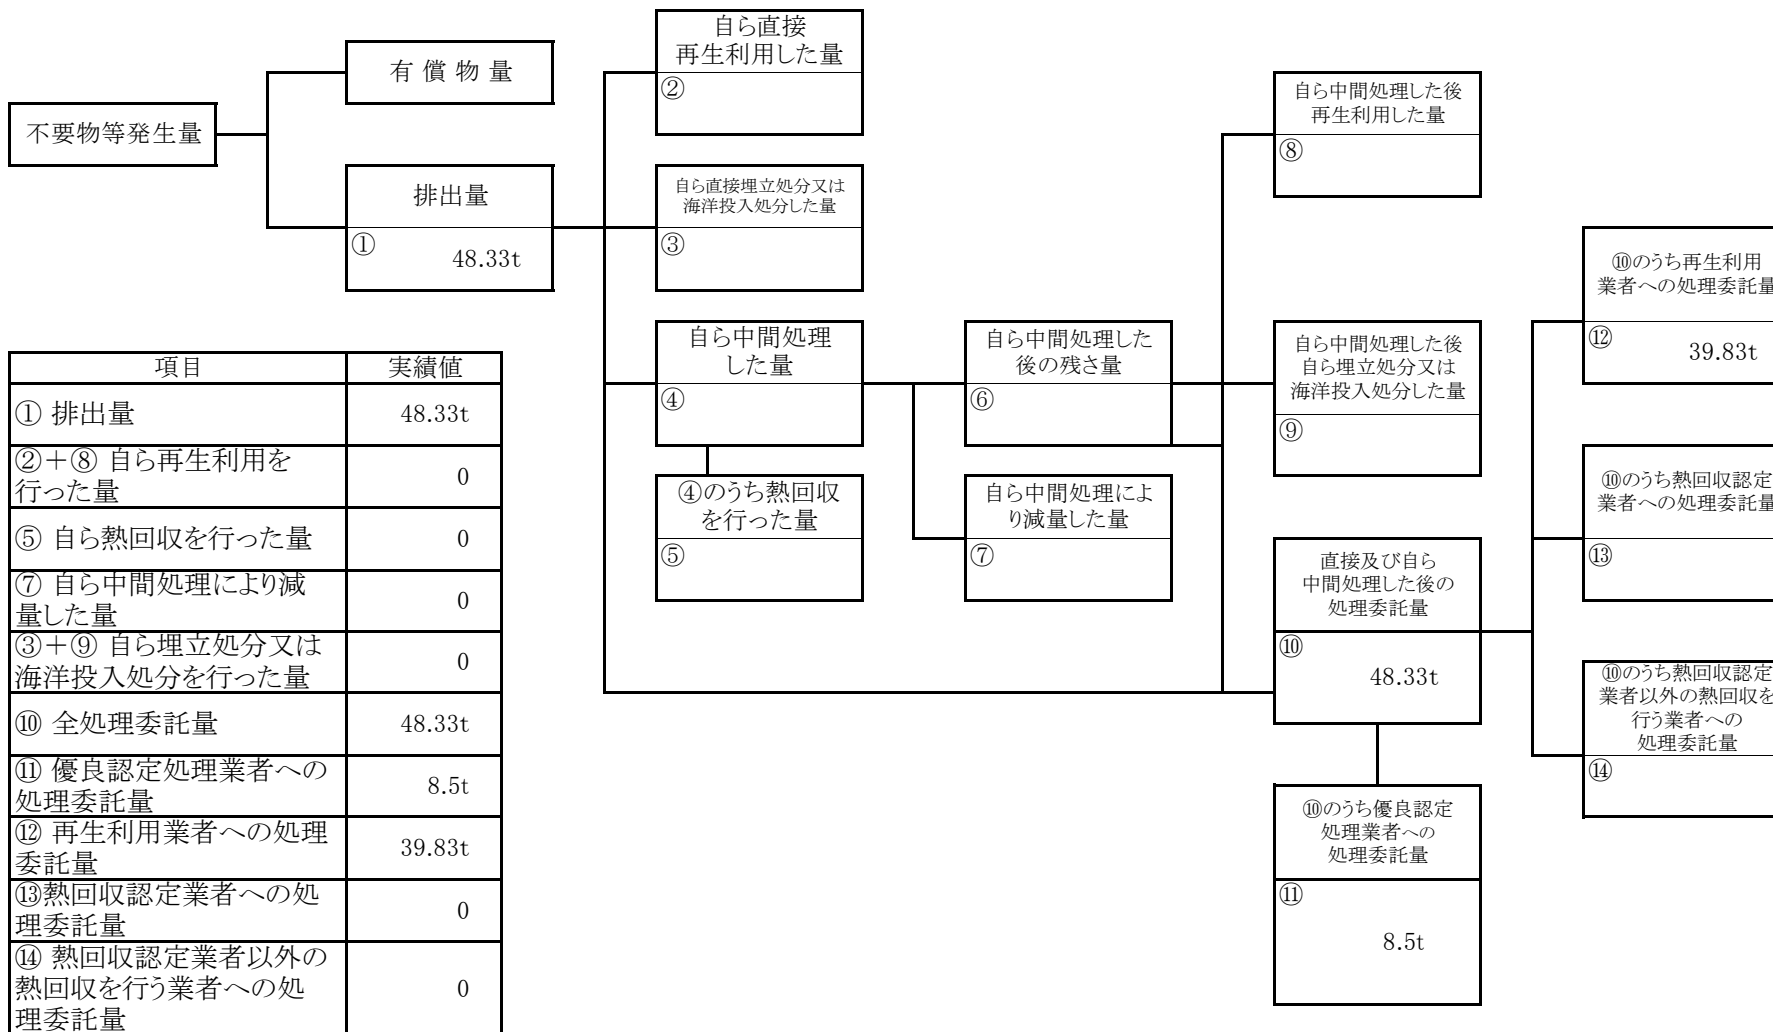 不要物等発生量
有 償 物 量
排出量
①
48.33t
自ら直接
再生利用した量
②
自ら直接埋立処分又は
海洋投入処分した量
③
自ら中間処理
した量
④
④のうち熱回収
を行った量
⑤
自ら中間処理した
後の残さ量
⑥
自ら中間処理によ
り減量した量
⑦
自ら中間処理した後
再生利用した量
⑧
自ら中間処理した後
自ら埋立処分又は
海洋投入処分した量
⑨
直接及び自ら
中間処理した後の
処理委託量
⑩
48.33t
⑩のうち優良認定
処理業者への
処理委託量
⑪
8.5t
⑩のうち再生利用
業者への処理委託量
⑫
39.83t
⑩のうち熱回収認定
業者への処理委託量
⑬
⑩のうち熱回収認定
業者以外の熱回収を
行う業者への
処理委託量
⑭
項目 実績値
① 排出量 48.33t
②+⑧ 自ら再生利用を
行った量 0
⑤ 自ら熱回収を行った量 0
⑦ 自ら中間処理により減
量した量 0
③+⑨ 自ら埋立処分又は
海洋投入処分を行った量 0
⑩ 全処理委託量 48.33t
⑪ 優良認定処理業者への
処理委託量 8.5t
⑫ 再生利用業者への処理
委託量 39.83t
⑬熱回収認定業者への処
理委託量 0
⑭ 熱回収認定業者以外の
熱回収を行う業者への処
理委託量 0